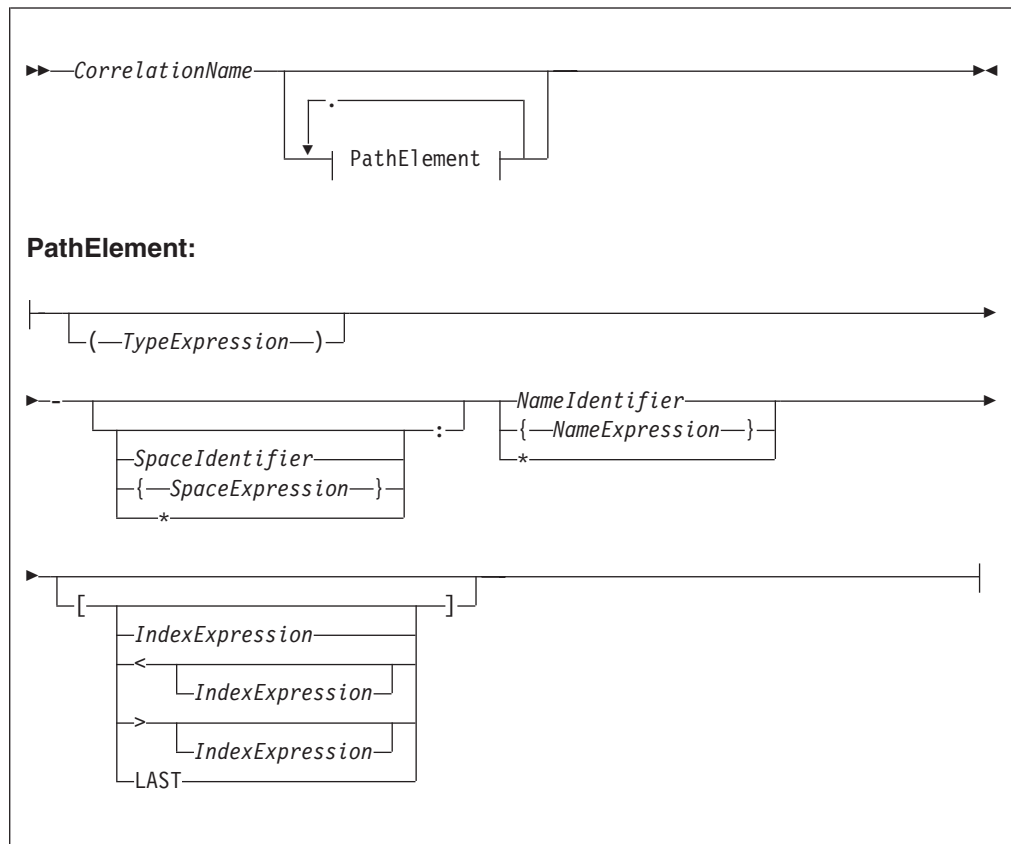 CorrelationName
.
PathElement
PathElement:
( TypeExpression )
NameIdentifier
- : { NameExpression }
SpaceIdentifier *
{ SpaceExpression }
*
[ ]
IndexExpression
<
IndexExpression
>
IndexExpression
LAST